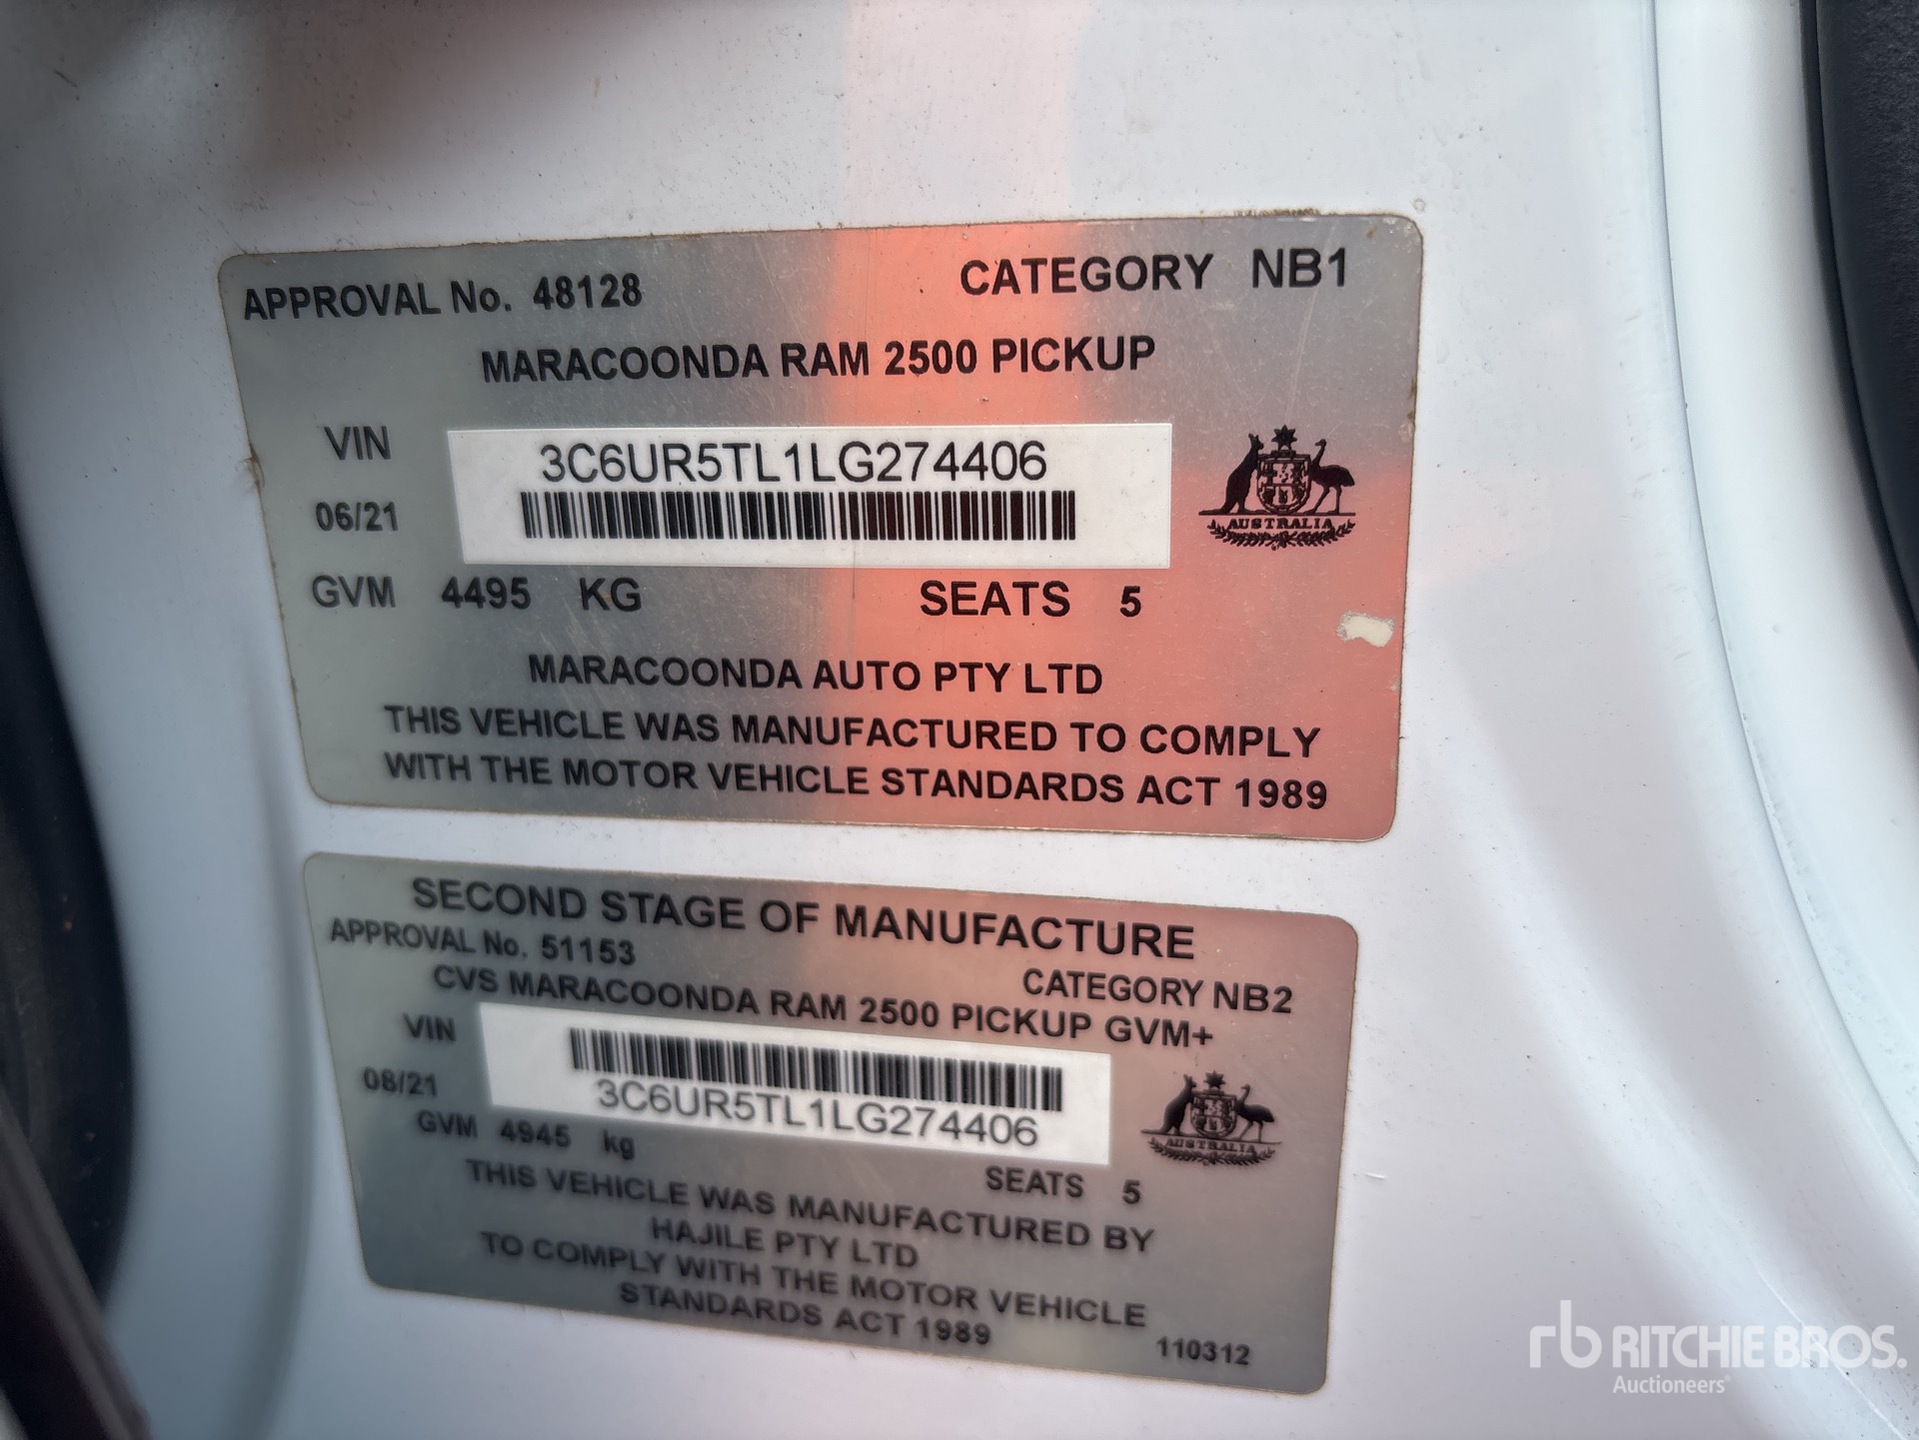 APPROVAL No. 48128 CATEGORY NB1
MARACOONDA RAM 2500 PICKUP
VIN 3C6UR5TL1LG274406
06/21
AUSTRALIA
GVM 4495 KG SEATS 5
MARACOONDA AUTO PTY LTD
THIS VEHICLE WAS MANUFACTURED TO COMPLY
WITH THE MOTOR VEHICLE STANDARDS ACT 1989
SECOND STAGE OF MANUFACTURE
APPROVAL No. 51153 CATEGORY NB2
CVS MARACOONDA RAM 2500 PICKUP GVM+
VIN
08/21 3C6UR5TL1LG274406
AUSTRALIA
GVM 4945 kg SEATS 5
THIS VEHICLE WAS MANUFACTURED BY
HAJILE PTY LTD
TO COMPLY WITH THE MOTOR VEHICLE
STANDARDS ACT 1989 110312
rb RITCHIE BROS.
Auctioneers